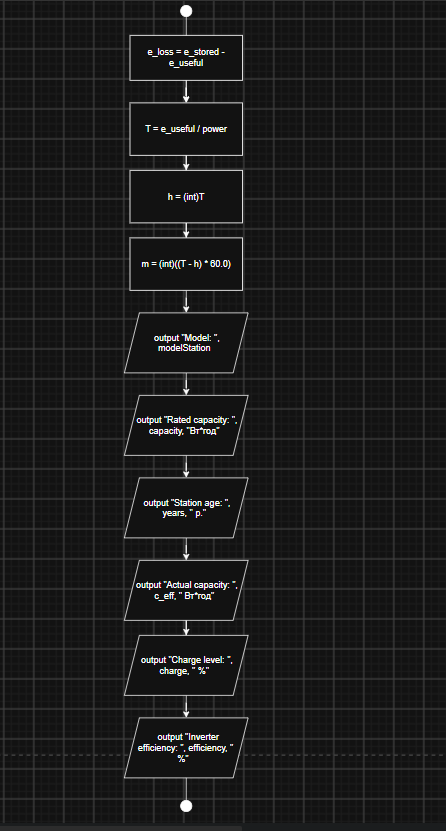 e_loss = e_stored -
e_useful
T = e_useful / power
h = (int)T
m = (int)((T - h) * 60.0)
output "Model: ",
modelStation
output "Rated capacity: ",
capacity, "Вт*год"
output "Station age: ",
years, " р."
output "Actual capacity: ",
c_eff, " Вт*год"
output "Charge level: ",
charge, " %"
output "Inverter
efficiency: ", efficiency, "
%"